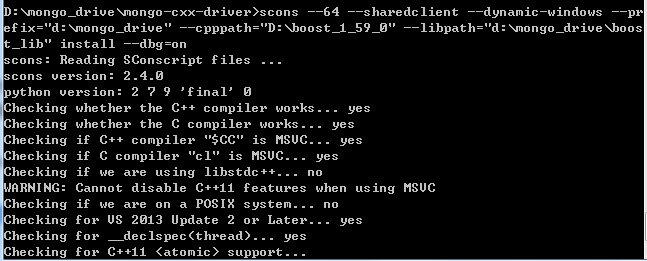 D:\mongo_drive\mongo-cxx-driver>scons --64 --sharedclient --dynamic-windows --pr
efix="d:\mongo_drive" --cpppath="D:\boost_1_59_0" --libpath="d:\mongo_drive\boos
t_lib" install --dbg=on
scons: Reading SConscript files ...
scons version: 2.4.0
python version: 2 7 9 'final' 0
Checking whether the C++ compiler works... yes
Checking whether the C compiler works... yes
Checking if C++ compiler "$CC" is MSVC... yes
Checking if C compiler "cl" is MSVC... yes
Checking if we are using libstdc++... no
WARNING: Cannot disable C++11 features when using MSVC
Checking if we are on a POSIX system... no
Checking for VS 2013 Update 2 or Later... yes
Checking for __declspec(thread)... yes
Checking for C++11 <atomic> support...